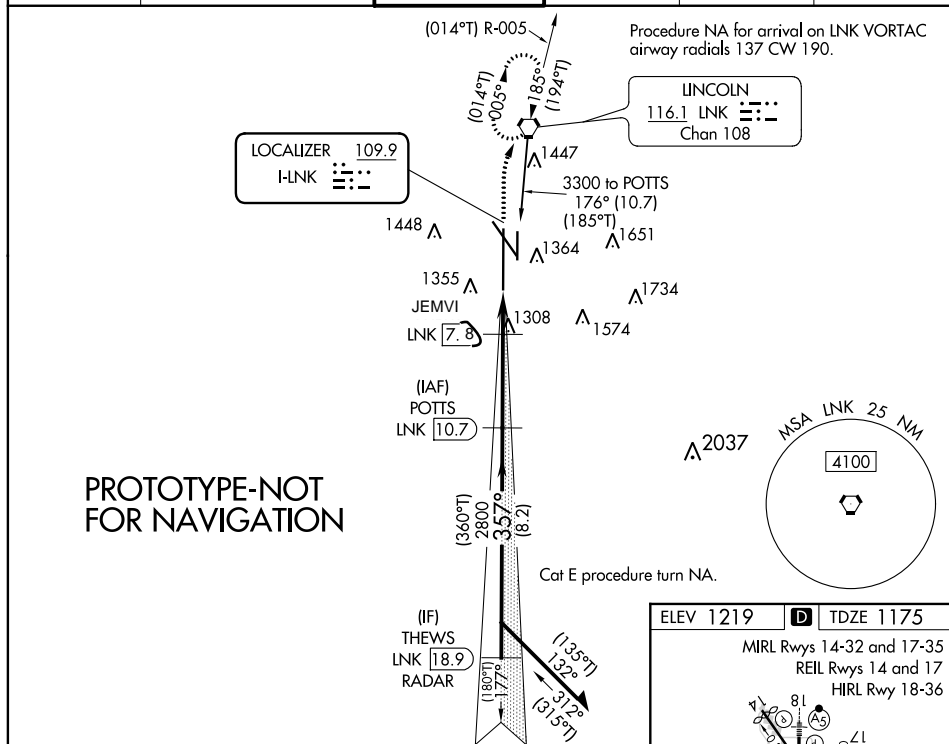 (014°T) R-005
Procedure NA for arrival on LNK VORTAC
airway radials 137 CW 190.
(014°T)
005°
185°
(194°T)
LINCOLN
116.1 LNK
Chan 108
LOCALIZER 109.9
I-LNK
1447
3300 to POTTS
176° (10.7)
(185°T)
1448
1364
1651
1355
1734
JEMVI
LNK 7.8
1308
1574
(IAF)
POTTS
LNK 10.7
2037
MSA LNK 25 NM
4100
PROTOTYPE-NOT
FOR NAVIGATION
(360°T)
2800
357°
(8.2)
Cat E procedure turn NA.
(IF)
THEWS
LNK 18.9
RADAR
(180°T)
177°
(135°T)
132°
312°
(315°T)
ELEV 1219 D TDZE 1175
MIRL Rwys 14-32 and 17-35
REIL Rwys 14 and 17
HIRL Rwy 18-36
14
18
A5
P
17